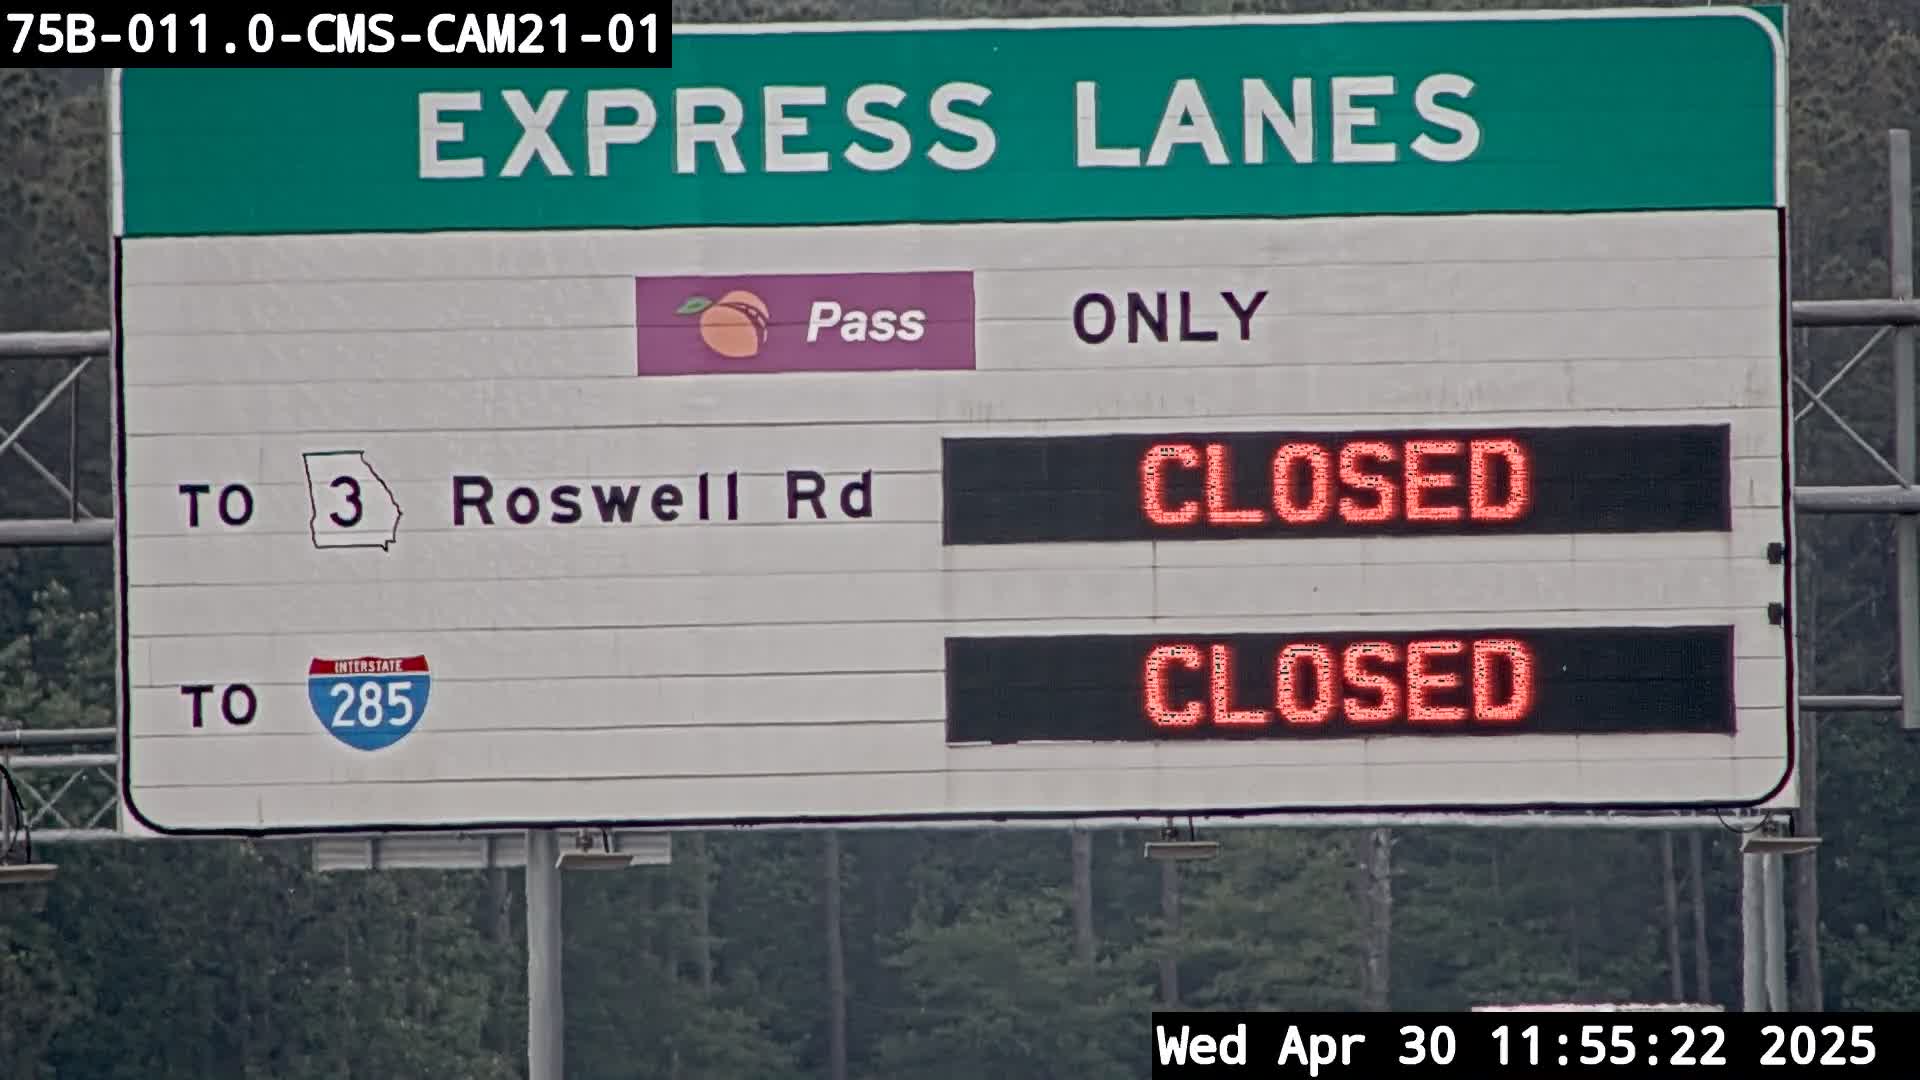 75B-011.0-CMS-CAM21-01
EXPRESS LANES
Pass ONLY
TO 3 Roswell Rd CLOSED
INTERSTATE
TO 285 CLOSED
Wed Apr 30 11:55:22 2025